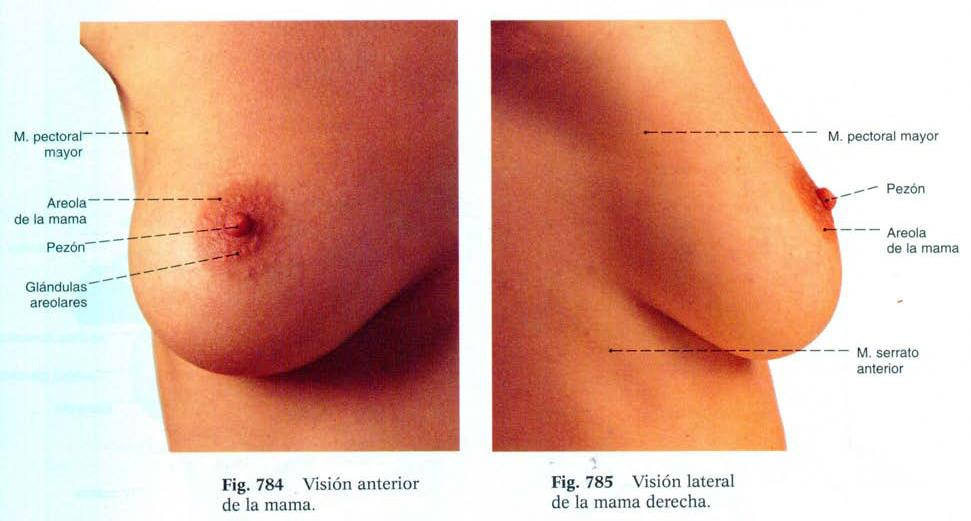 M. pectoral
mayor
Areola
de la mama
Pezón
Glándulas
areolares
Fig. 784 Visión anterior
de la mama.
M. pectoral mayor
Pezón
Areola
de la mama
M. serrato
anterior
Fig. 785 Visión lateral
de la mama derecha.